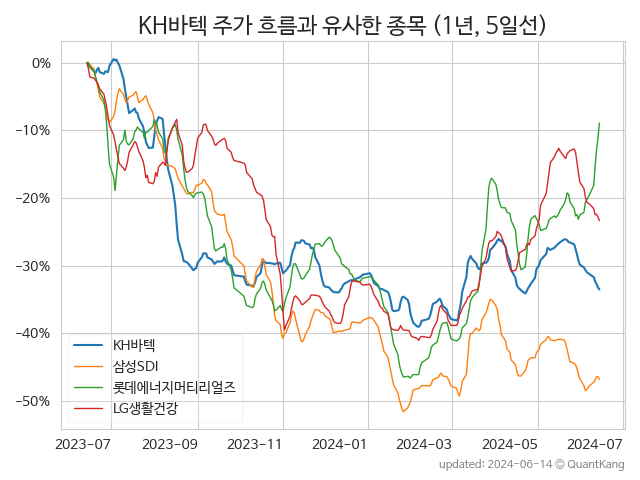 KH바텍 주가 흐름과 유사한 종목 (1년, 5일선)
0%
−10%
−20%
−30%
−40%
−50%
KH바텍
삼성SDI
롯데에너지머티리얼즈
LG생활건강
2023−07 2023−09 2023−11 2024−01 2024−03 2024−05 2024−07
updated: 2024-06-14 © QuantKang